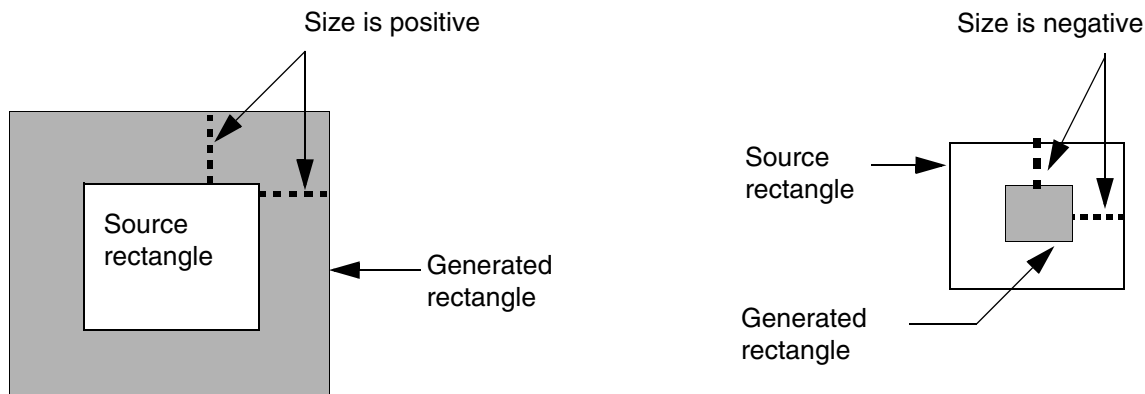 Size is positive
Source
rectangle
Generated
rectangle
Size is negative
Source
rectangle
Generated
rectangle